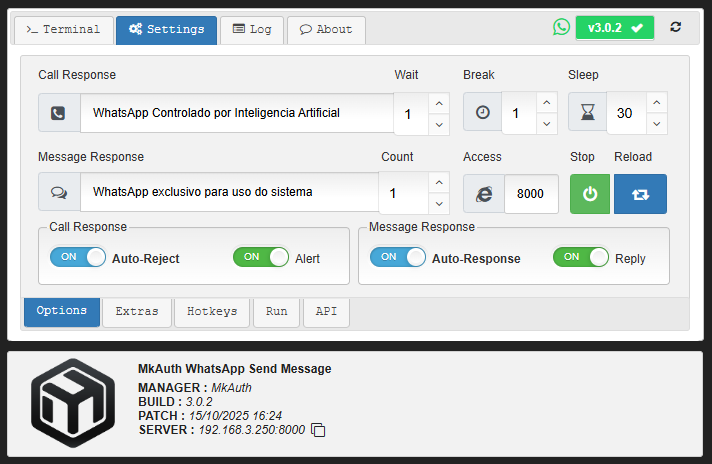 >_ Terminal Settings Log About v3.0.2
Call Response Wait Break Sleep
WhatsApp Controlado por Inteligencia Artificial 1 1 30
Message Response Count Access Stop Reload
WhatsApp exclusivo para uso do sistema 1 8000
Call Response Message Response
ON Auto-Reject ON Alert ON Auto-Response ON Reply
Options Extras Hotkeys Run API
MkAuth WhatsApp Send Message
MANAGER : MkAuth
BUILD : 3.0.2
PATCH : 15/10/2025 16:24
SERVER : 192.168.3.250:8000